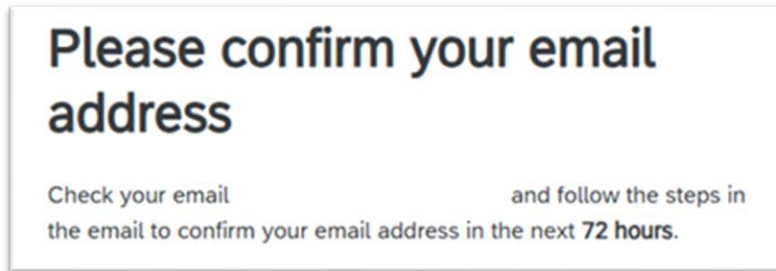 Please confirm your email
address
Check your email and follow the steps in
the email to confirm your email address in the next 72 hours.